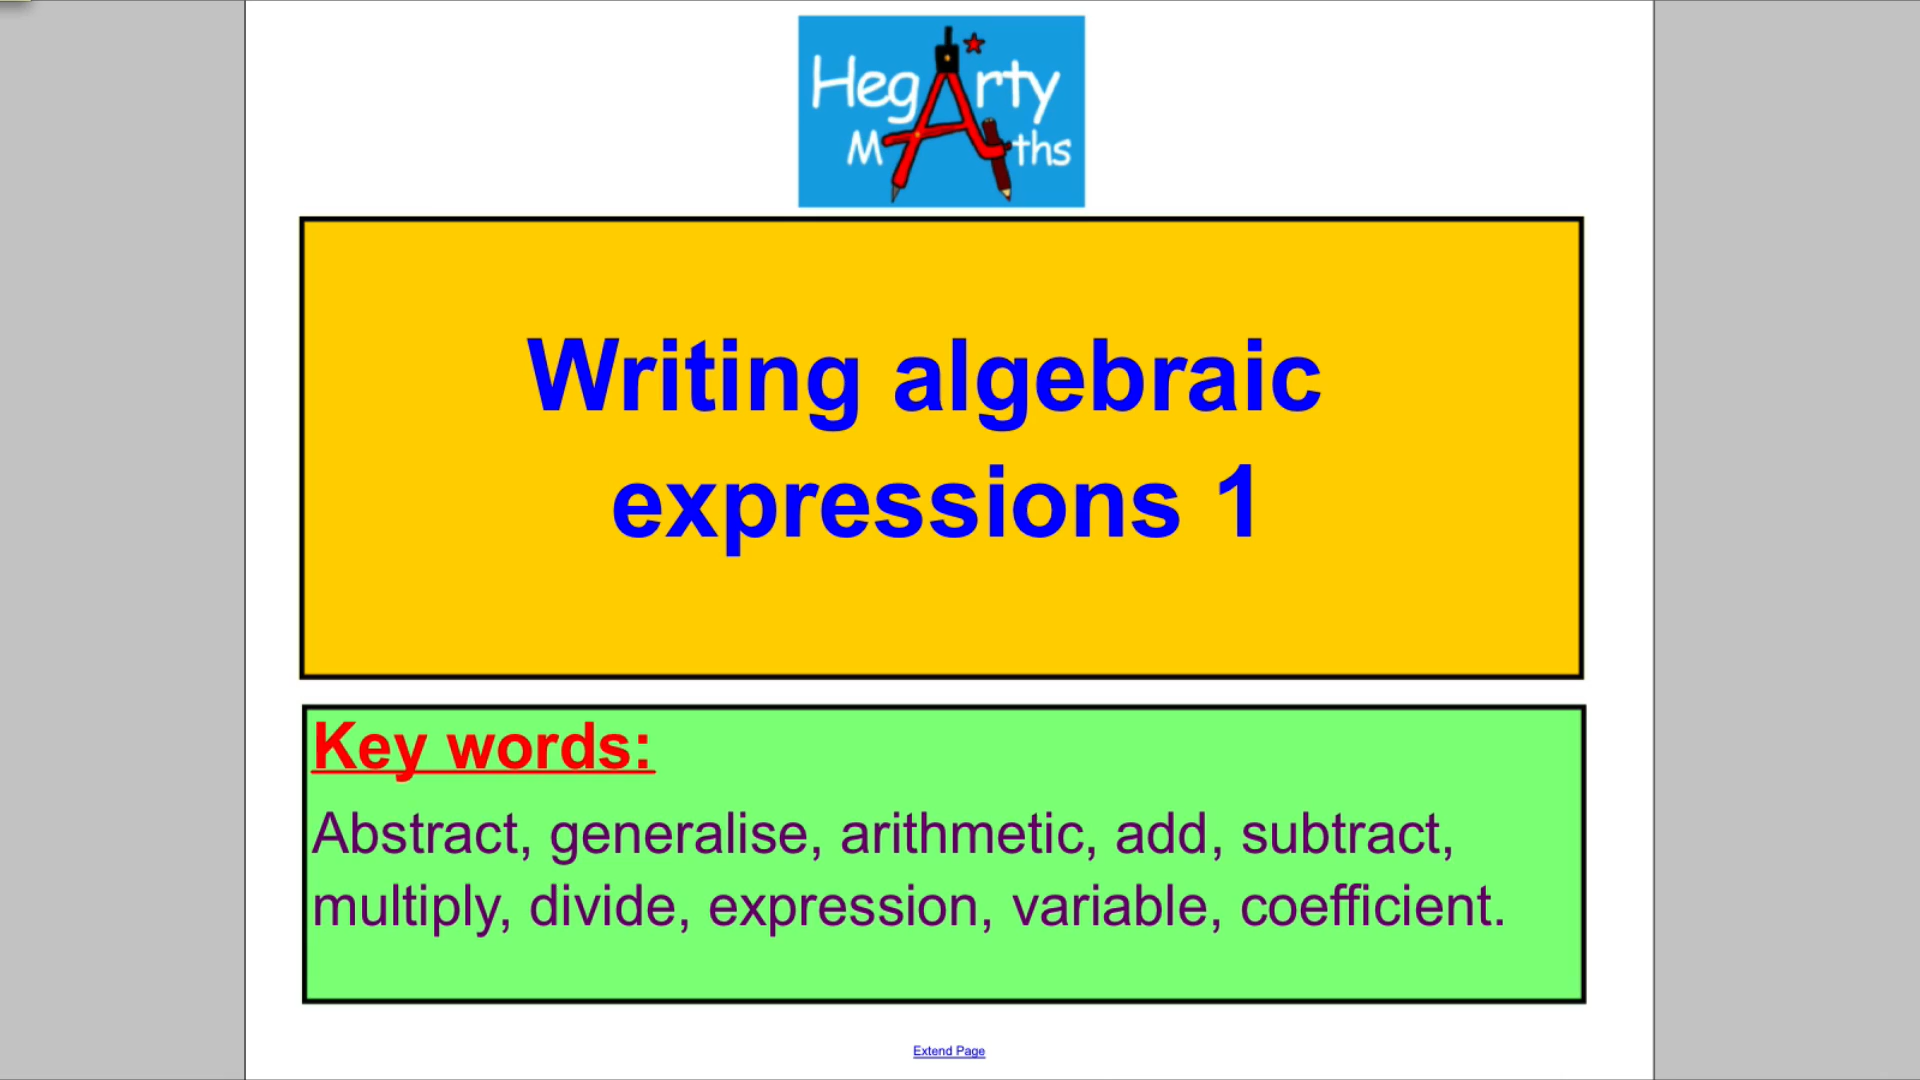 HegArty
MAths
Writing algebraic
expressions 1
Key words:
Abstract, generalise, arithmetic, add, subtract,
multiply, divide, expression, variable, coefficient.
Extend Page